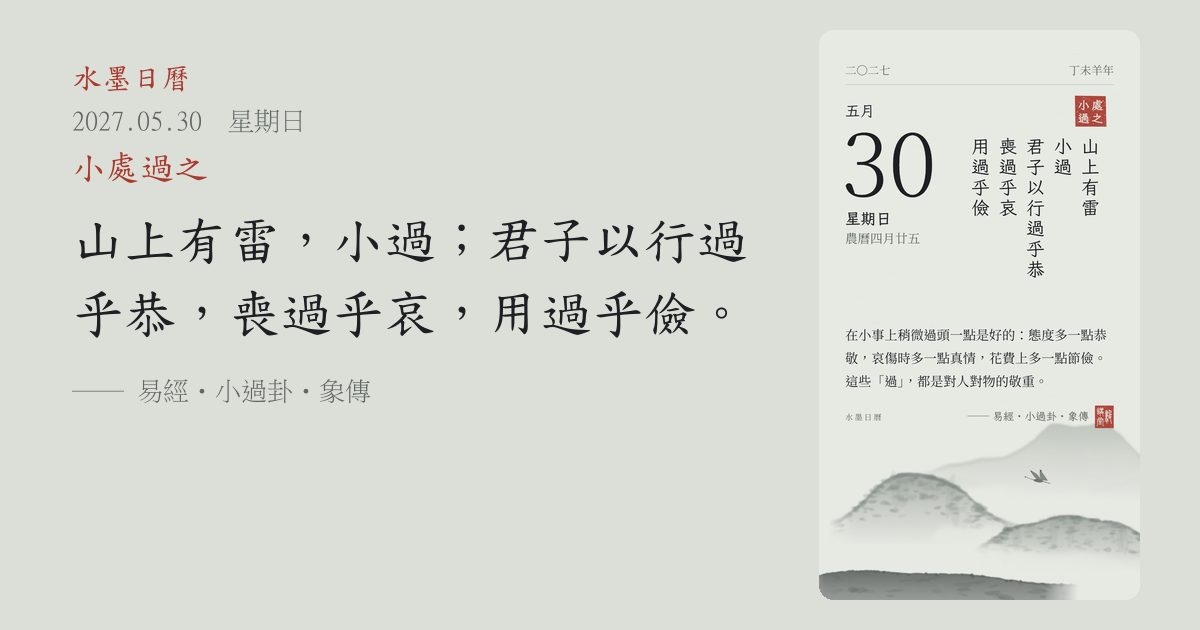 水墨日曆
2027.05.30 星期日
小處過之
山上有雷，小過；君子以行過
乎恭，喪過乎哀，用過乎儉。
—— 易經・小過卦・象傳
二〇二七
丁未羊年
五月
30
星期日
農曆四月廿五
小處
過之
山上有雷
小過
君子以行過乎恭
喪過乎哀
用過乎儉
在小事上稍微過頭一點是好的：態度多一點恭
敬，哀傷時多一點真情，花費上多一點節儉。
這些「過」，都是對人對物的敬重。
水墨日曆
—— 易經・小過卦・象傳